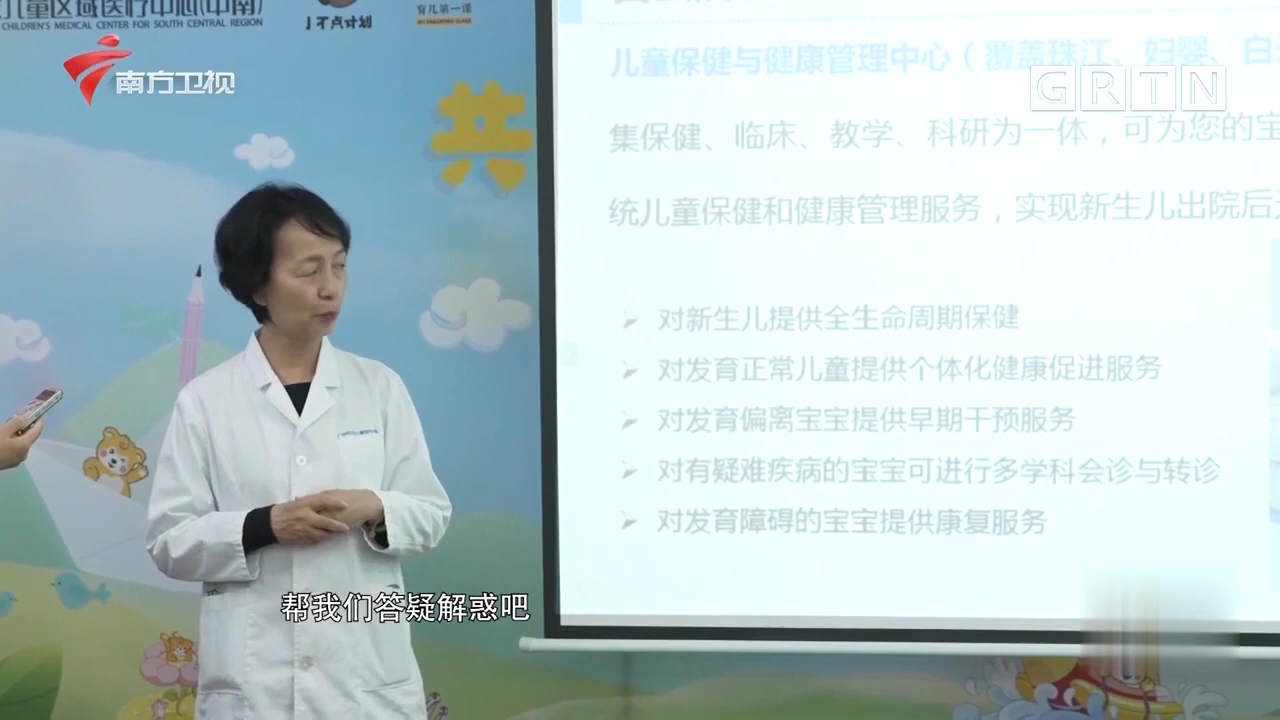 儿童区域医疗中心(中南)
CHILDREN'S MEDICAL CENTER FOR SOUTH CENTRAL REGION
小不点计划
育儿第一课
南方卫视
GRTN
共
儿童保健与健康管理中心（覆盖珠江、妇婴、白
集保健、临床、教学、科研为一体，可为您的宝
统儿童保健和健康管理服务，实现新生儿出院后
➢ 对新生儿提供全生命周期保健
➢ 对发育正常儿童提供个体化健康促进服务
➢ 对发育偏离宝宝提供早期干预服务
➢ 对有疑难疾病的宝宝可进行多学科会诊与转诊
➢ 对发育障碍的宝宝提供康复服务
帮我们答疑解惑吧